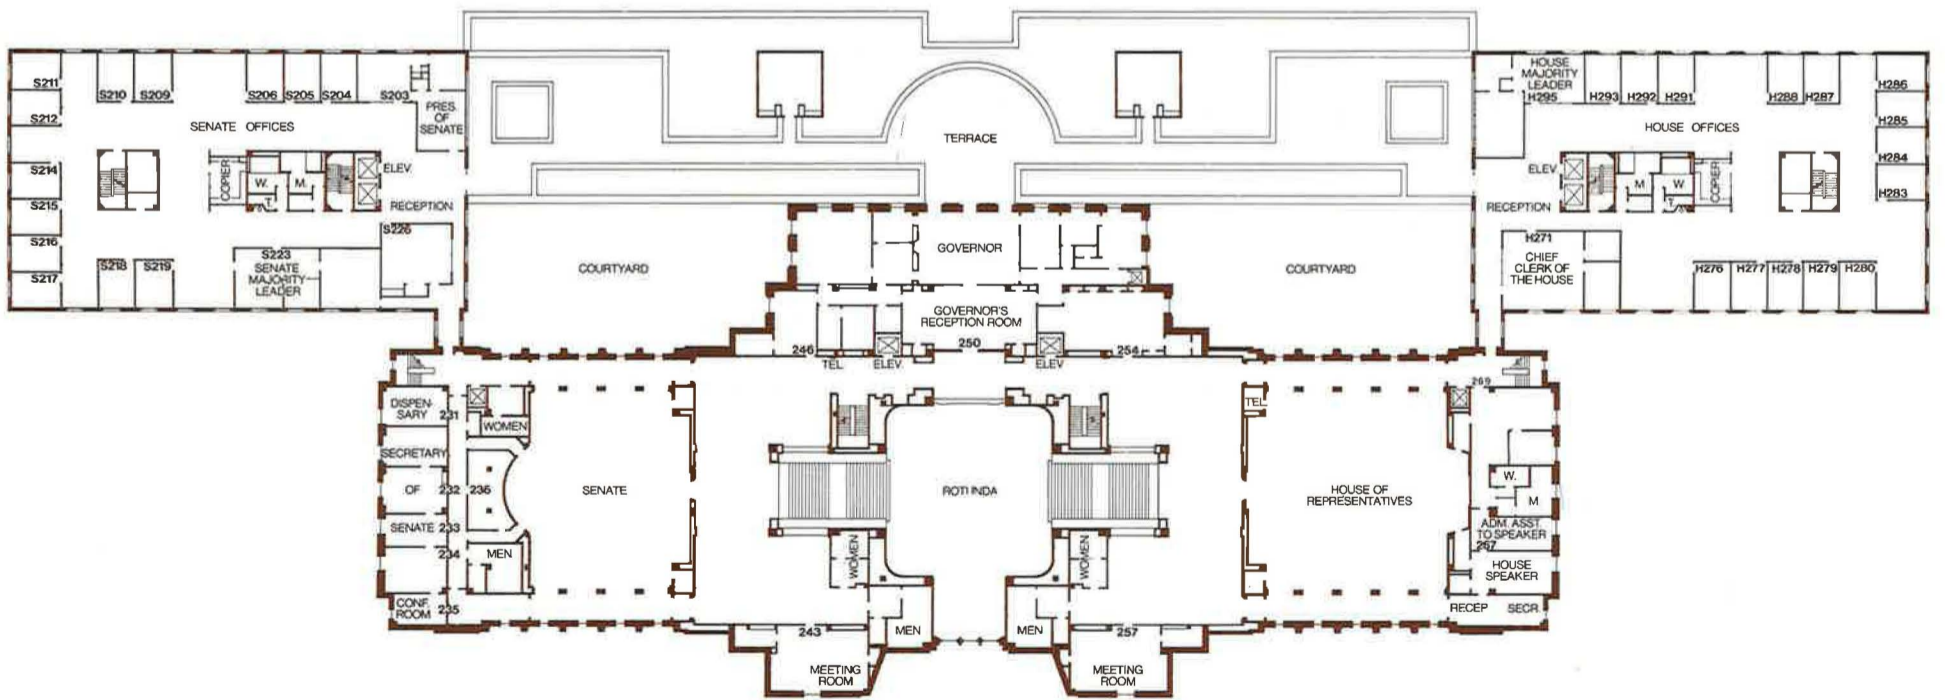 S211
S210
S209
S206
S205
S204
S203
PRES.
OF
SENATE
S212
SENATE OFFICES
S214
COPIER
W.
T.
M.
ELEV.
S215
RECEPTION
S226
S216
S223
SENATE
MAJORITY
LEADER
S217
S218
S219
TERRACE
COURTYARD
GOVERNOR
GOVERNOR'S
RECEPTION ROOM
250
246
TEL.
ELEV.
ELEV
254
COURTYARD
HOUSE
MAJORITY
LEADER
H295
H293
H292
H291
H288
H287
H286
HOUSE OFFICES
H285
H284
ELEV.
M
W.
T.
COPIER
H283
RECEPTION
H271
CHIEF
CLERK OF
THE HOUSE
H276
H277
H278
H279
H280
DISPEN-
SARY
231
WOMEN
SECRETARY
OF
232
236
SENATE
233
234
MEN
CONF.
ROOM
235
SENATE
ROTUNDA
WOMEN
MEN
243
MEETING
ROOM
WOMEN
MEN
257
MEETING
ROOM
TEL
HOUSE OF
REPRESENTATIVES
269
W.
M
ADM. ASST.
TO SPEAKER
267
HOUSE
SPEAKER
RECEP
SECR.